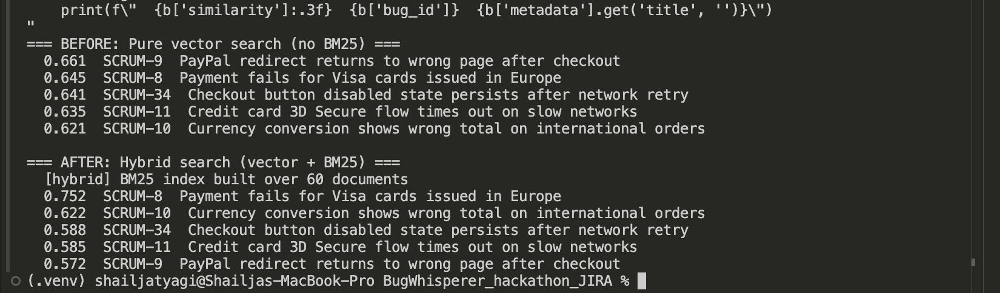 print(f\"  {b['similarity']:.3f}  {b['bug_id']}  {b['metadata'].get('title', '')}\")
"
=== BEFORE: Pure vector search (no BM25) ===
0.661  SCRUM-9  PayPal redirect returns to wrong page after checkout
0.645  SCRUM-8  Payment fails for Visa cards issued in Europe
0.641  SCRUM-34  Checkout button disabled state persists after network retry
0.635  SCRUM-11  Credit card 3D Secure flow times out on slow networks
0.621  SCRUM-10  Currency conversion shows wrong total on international orders
=== AFTER: Hybrid search (vector + BM25) ===
[hybrid] BM25 index built over 60 documents
0.752  SCRUM-8  Payment fails for Visa cards issued in Europe
0.622  SCRUM-10  Currency conversion shows wrong total on international orders
0.588  SCRUM-34  Checkout button disabled state persists after network retry
0.585  SCRUM-11  Credit card 3D Secure flow times out on slow networks
0.572  SCRUM-9  PayPal redirect returns to wrong page after checkout
(.venv) shailjatyagi@Shailjas-MacBook-Pro BugWhisperer_hackathon_JIRA %